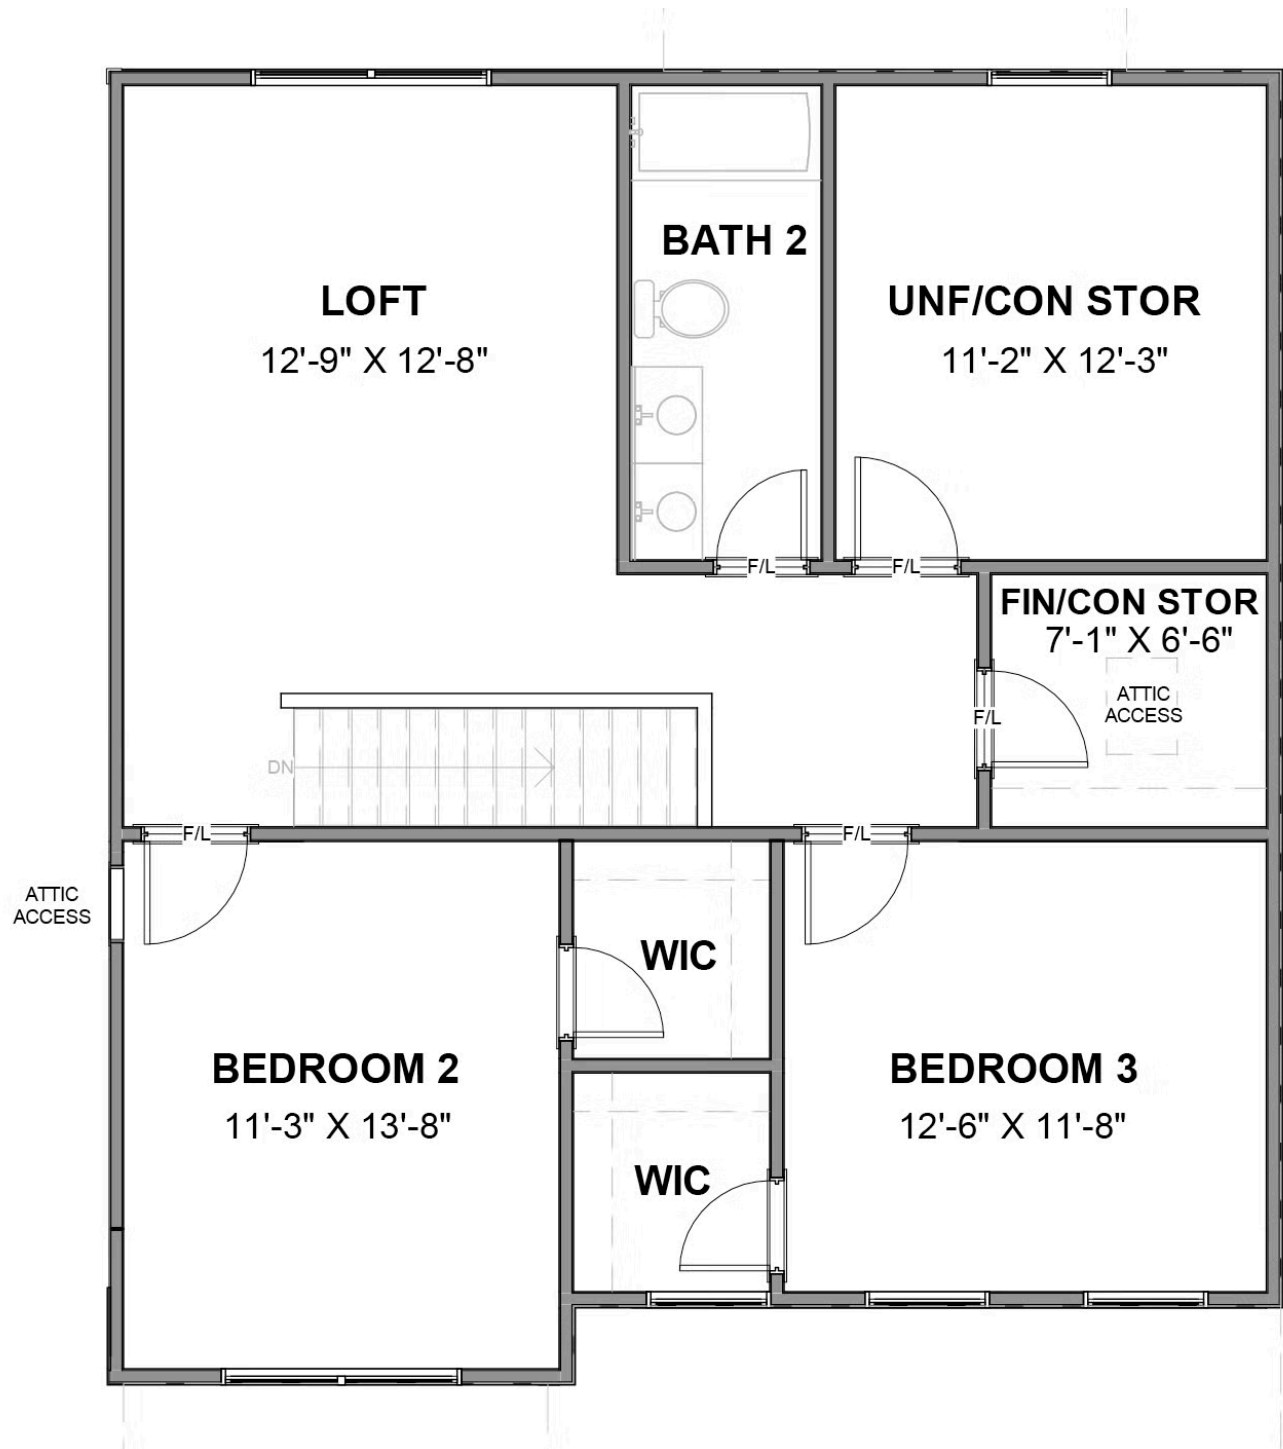 BATH 2
LOFT
12'-9" X 12'-8"
UNF/CON STOR
11'-2" X 12'-3"
F/L
F/L
FIN/CON STOR
7'-1" X 6'-6"
ATTIC
ACCESS
F/L
DN
F/L
F/L
ATTIC
ACCESS
WIC
BEDROOM 2
11'-3" X 13'-8"
BEDROOM 3
12'-6" X 11'-8"
WIC